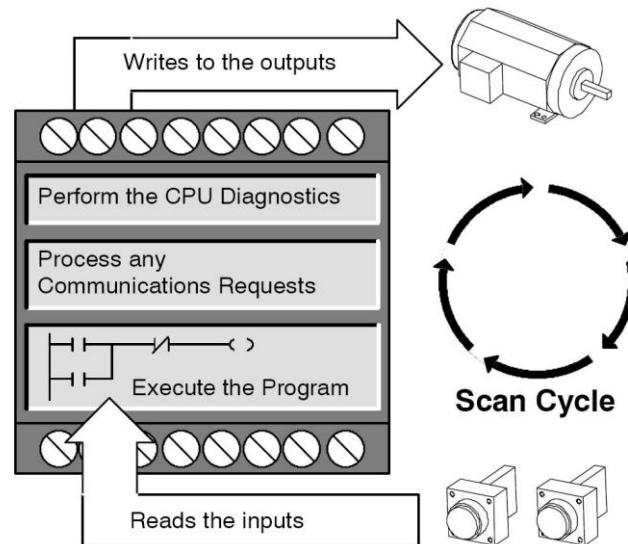 Writes to the outputs
Perform the CPU Diagnostics
Process any
Communications Requests
Execute the Program
Scan Cycle
Reads the inputs